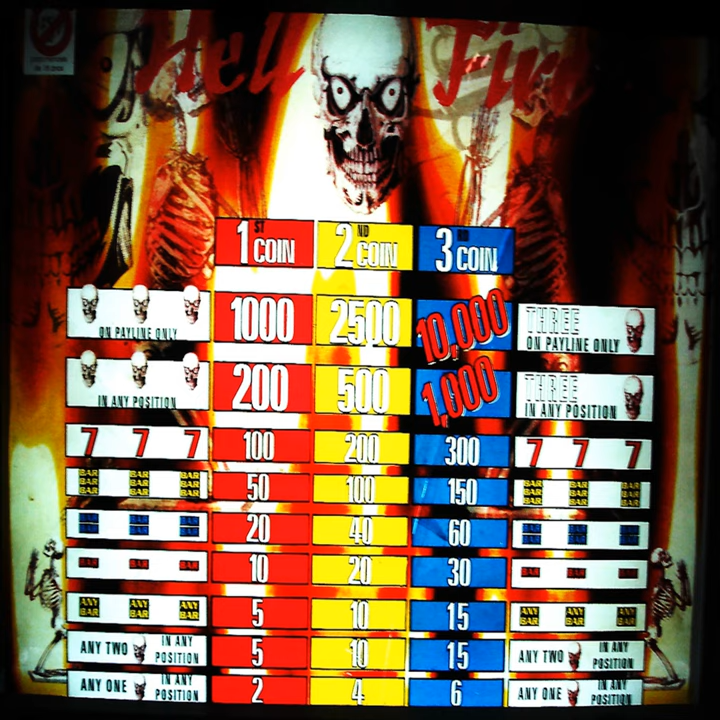 Hell Fire
1ST COIN 2ND COIN 3RD COIN
ON PAYLINE ONLY 1000 2500 10,000 THREE ON PAYLINE ONLY
IN ANY POSITION 200 500 1,000 THREE IN ANY POSITION
7 7 7 100 200 300 7 7 7
BAR BAR BAR 50 100 150 BAR BAR BAR
BAR BAR BAR BAR BAR BAR
BAR BAR BAR BAR BAR BAR
BAR BAR BAR 20 40 60 BAR BAR BAR
BAR BAR BAR BAR BAR BAR
BAR BAR BAR 10 20 30 BAR BAR BAR
ANY BAR ANY BAR ANY BAR 5 10 15 ANY BAR ANY BAR ANY BAR
ANY TWO IN ANY POSITION 5 10 15 ANY TWO IN ANY POSITION
ANY ONE IN ANY POSITION 2 4 6 ANY ONE IN ANY POSITION